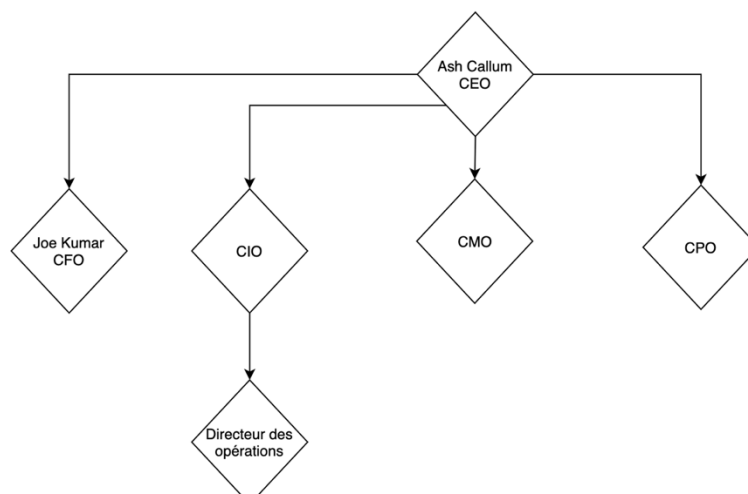 Ash Callum
CEO
Joe Kumar
CFO
CIO
CMO
CPO
Directeur des
opérations